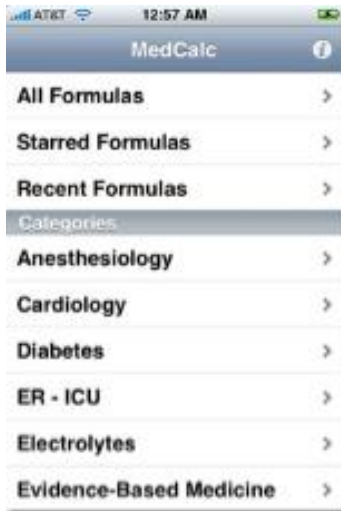 AT&T 12:57 AM
MedCalc
All Formulas
Starred Formulas
Recent Formulas
Categories
Anesthesiology
Cardiology
Diabetes
ER - ICU
Electrolytes
Evidence-Based Medicine